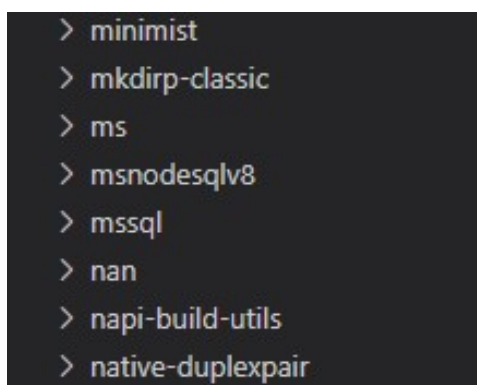 minimist
mkdirp-classic
ms
msnodesqlv8
mssql
nan
napi-build-utils
native-duplexpair